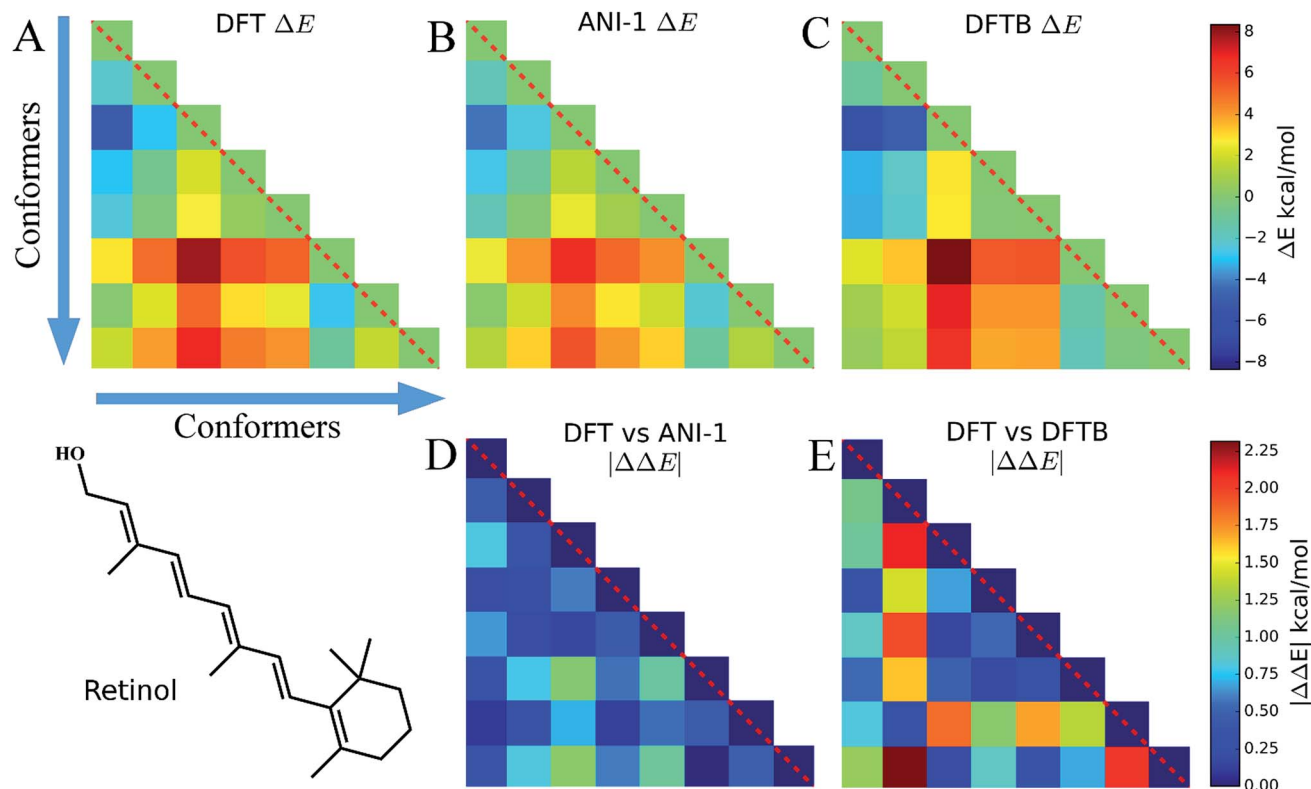 A
DFT ΔE
B
ANI-1 ΔE
C
DFTB ΔE
Conformers
8
6
4
2
0
−2
−4
−6
−8
ΔE kcal/mol
Conformers
D
DFT vs ANI-1
|ΔΔE|
E
DFT vs DFTB
|ΔΔE|
HO
Retinol
2.25
2.00
1.75
1.50
1.25
1.00
0.75
0.50
0.25
0.00
|ΔΔE| kcal/mol